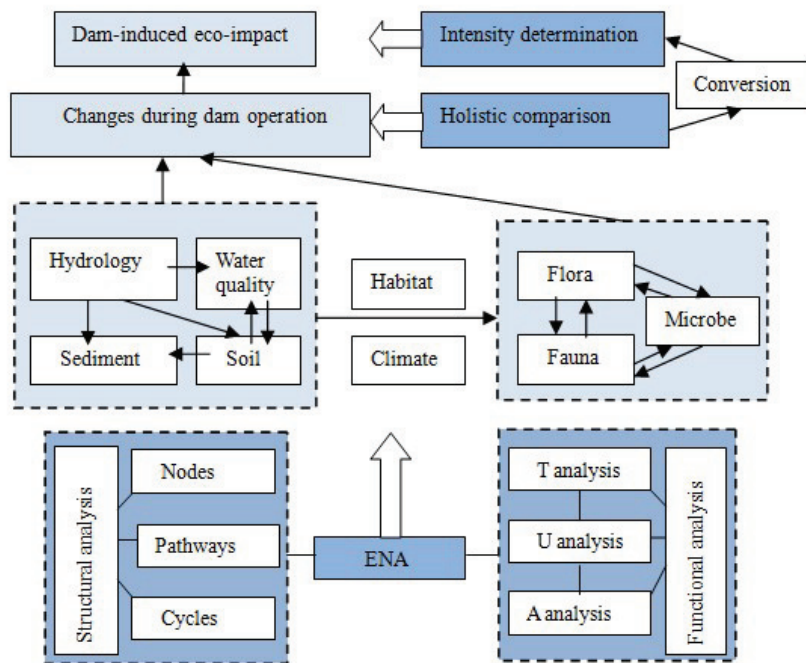 Dam-induced eco-impact
Intensity determination
Conversion
Changes during dam operation
Holistic comparison
Hydrology
Water
quality
Sediment
Soil
Habitat
Climate
Flora
Microbe
Fauna
Structural analysis
Nodes
Pathways
Cycles
ENA
T analysis
U analysis
A analysis
Functional analysis